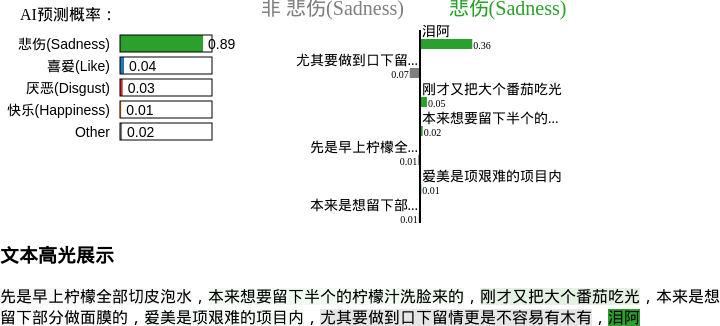 AI预测概率：
悲伤(Sadness) 0.89
喜爱(Like) 0.04
厌恶(Disgust) 0.03
快乐(Happiness) 0.01
Other 0.02
非 悲伤(Sadness) 悲伤(Sadness)
泪阿
0.36
尤其要做到口下留...
0.07
刚才又把大个番茄吃光
0.05
本来想要留下半个的...
0.02
先是早上柠檬全...
0.01
爱美是项艰难的项目内
0.01
本来是想留下部...
0.01
文本高光展示
先是早上柠檬全部切皮泡水，本来想要留下半个的柠檬汁洗脸来的，刚才又把大个番茄吃光，本来是想
留下部分做面膜的，爱美是项艰难的项目内，尤其要做到口下留情更是不容易有木有，泪阿